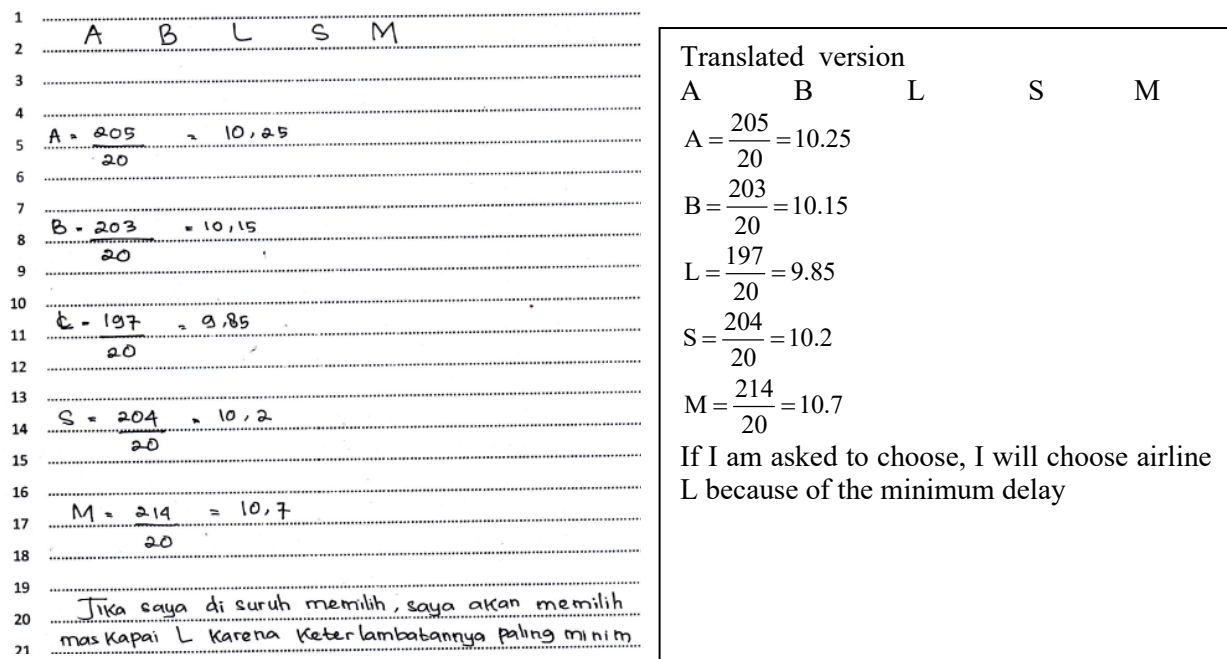 1
2 A B L S M
3
4
5 A = 205/20 = 10,25
6
7
8 B = 203/20 = 10,15
9
10
11 L = 197/20 = 9,85
12
13
14 S = 204/20 = 10,2
15
16
17 M = 214/20 = 10,7
18
19
20 Jika saya di suruh memilih, saya akan memilih
21 maskapai L karena keterlambatannya paling minim
Translated version
A B L S M
A = 205/20 = 10.25
B = 203/20 = 10.15
L = 197/20 = 9.85
S = 204/20 = 10.2
M = 214/20 = 10.7
If I am asked to choose, I will choose airline
L because of the minimum delay